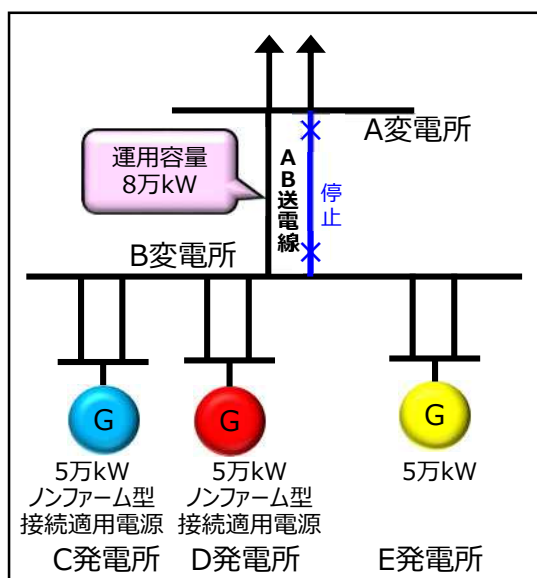 A変電所
運用容量
8万kW
AB送電線
停止
B変電所
G
G
G
5万kW
ノンファーム型
接続適用電源
5万kW
ノンファーム型
接続適用電源
5万kW
C発電所
D発電所
E発電所